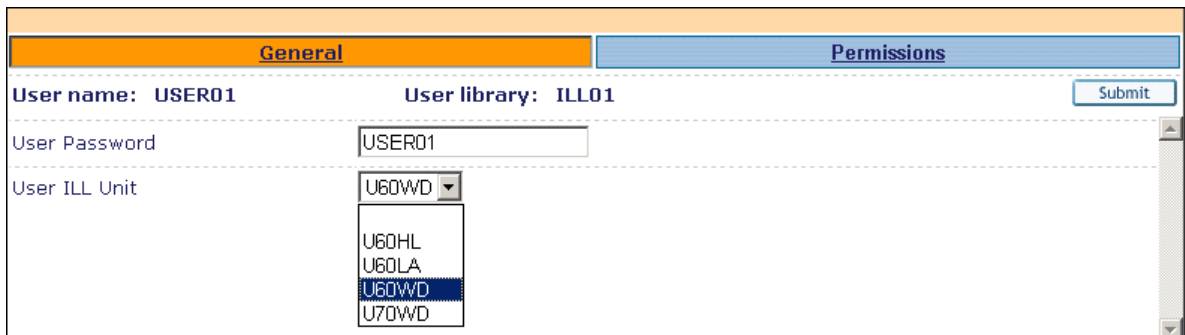 General Permissions
User name: USER01 User library: ILL01 Submit
User Password USER01
User ILL Unit U60WD
U60HL
U60LA
U60WD
U70WD